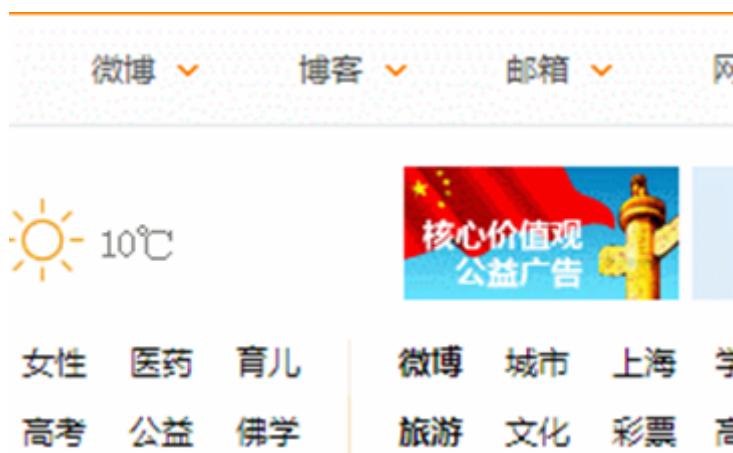 微博 博客 邮箱
10℃
核心价值观
公益广告
女性 医药 育儿 微博 城市 上海
高考 公益 佛学 旅游 文化 彩票